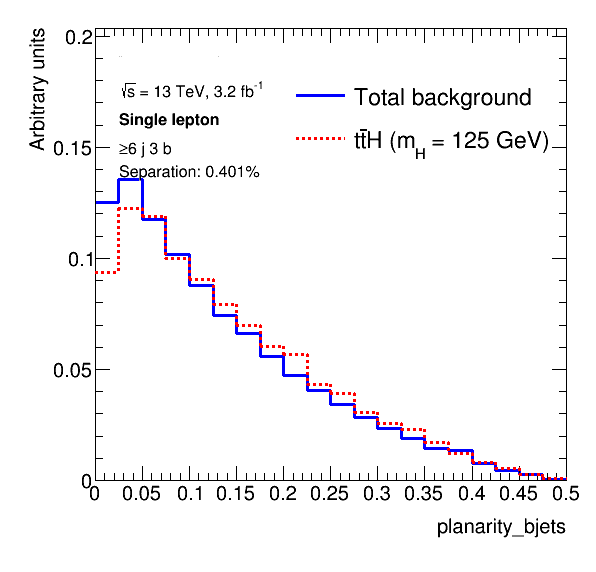 Arbitrary units
0.2
0.15
0.1
0.05
0
√s = 13 TeV, 3.2 fb⁻¹
Single lepton
≥6 j 3 b
Separation: 0.401%
Total background
tt̄H (m_H = 125 GeV)
0 0.05 0.1 0.15 0.2 0.25 0.3 0.35 0.4 0.45 0.5
planarity_bjets